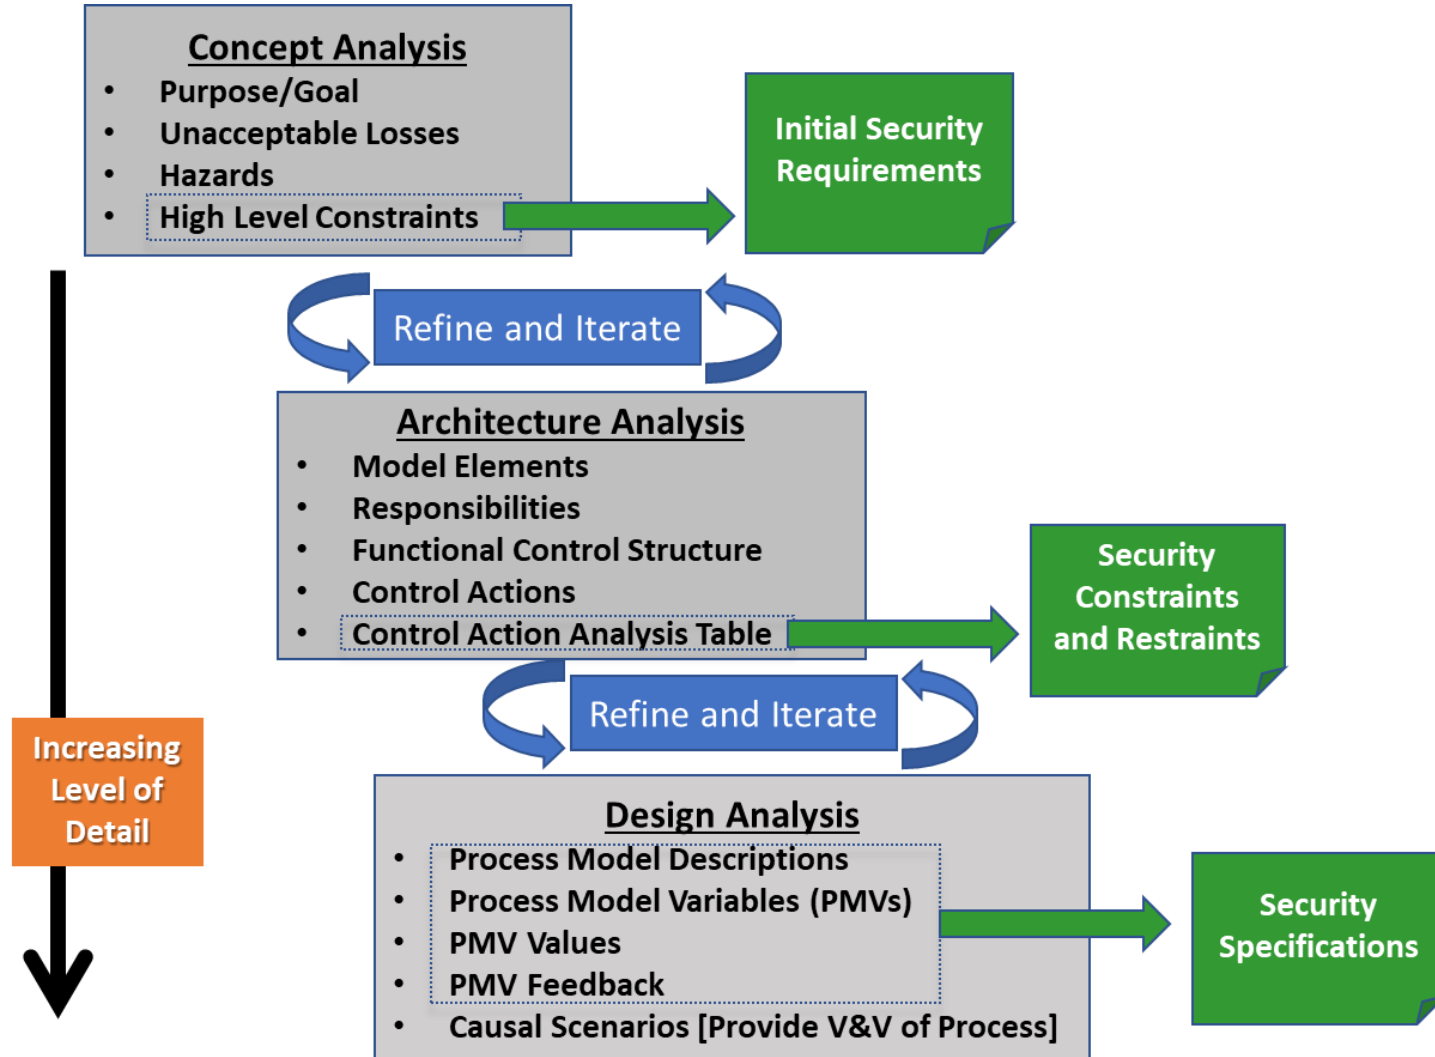 Concept Analysis
• Purpose/Goal
• Unacceptable Losses
• Hazards
• High Level Constraints
Initial Security
Requirements
Refine and Iterate
Architecture Analysis
• Model Elements
• Responsibilities
• Functional Control Structure
• Control Actions
• Control Action Analysis Table
Security
Constraints
and Restraints
Refine and Iterate
Increasing
Level of
Detail
Design Analysis
• Process Model Descriptions
• Process Model Variables (PMVs)
• PMV Values
• PMV Feedback
• Causal Scenarios [Provide V&V of Process]
Security
Specifications